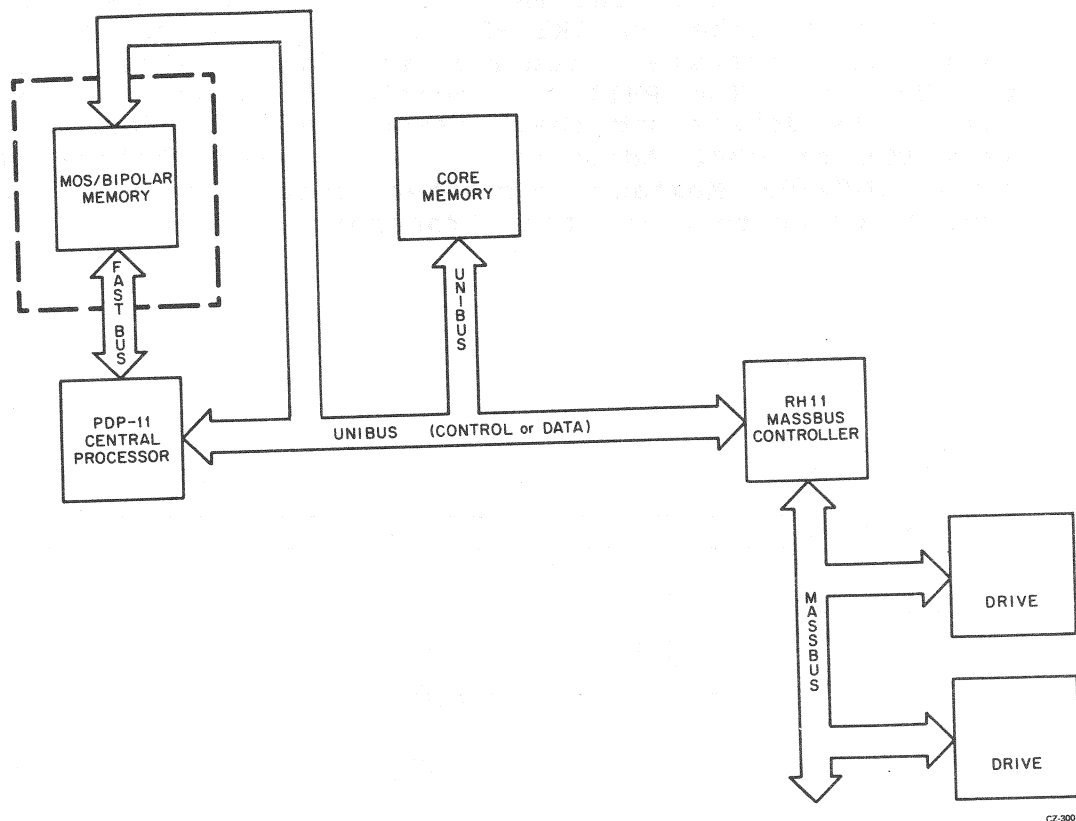 MOS/BIPOLAR
MEMORY
CORE
MEMORY
FAST BUS
UNIBUS
PDP-11
CENTRAL
PROCESSOR
UNIBUS (CONTROL or DATA)
RH11
MASSBUS
CONTROLLER
MASSBUS
DRIVE
DRIVE
CZ-300